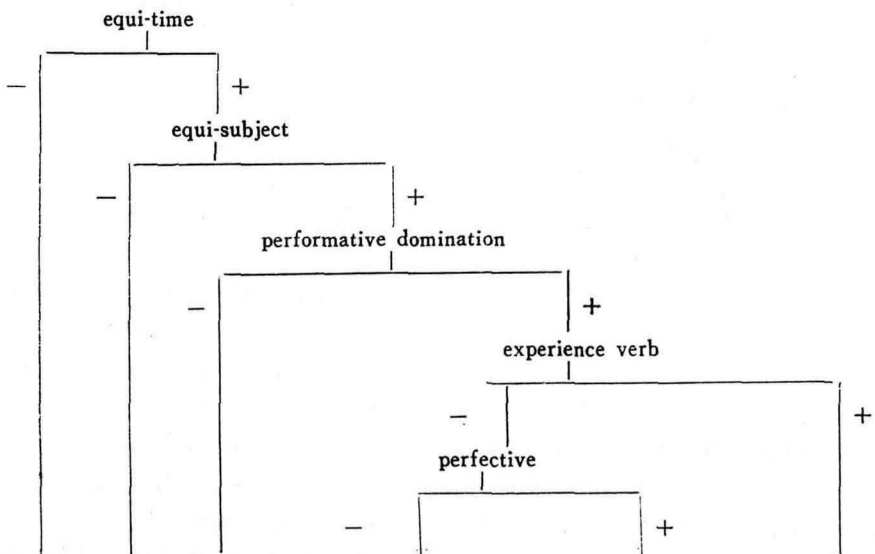 equi-time
− +
equi-subject
− +
performative domination
− +
experience verb
− +
perfective
− +